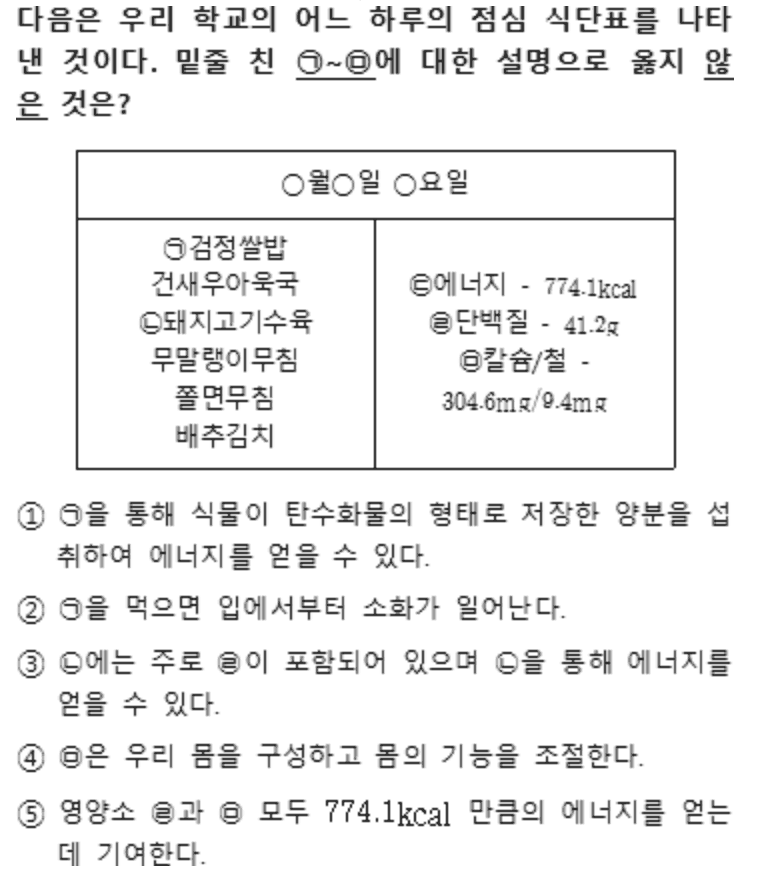 다음은 우리 학교의 어느 하루의 점심 식단표를 나타
낸 것이다. 밑줄 친 ㉠~㉤에 대한 설명으로 옳지 않
은 것은?
○월○일 ○요일
㉠검정쌀밥
건새우아욱국
㉡돼지고기수육
무말랭이무침
쫄면무침
배추김치
㉢에너지 - 774.1kcal
㉣단백질 - 41.2g
㉤칼슘/철 -
304.6mg/9.4mg
① ㉠을 통해 식물이 탄수화물의 형태로 저장한 양분을 섭
취하여 에너지를 얻을 수 있다.
② ㉠을 먹으면 입에서부터 소화가 일어난다.
③ ㉡에는 주로 ㉣이 포함되어 있으며 ㉡을 통해 에너지를
얻을 수 있다.
④ ㉤은 우리 몸을 구성하고 몸의 기능을 조절한다.
⑤ 영양소 ㉣과 ㉤ 모두 774.1kcal 만큼의 에너지를 얻는
데 기여한다.